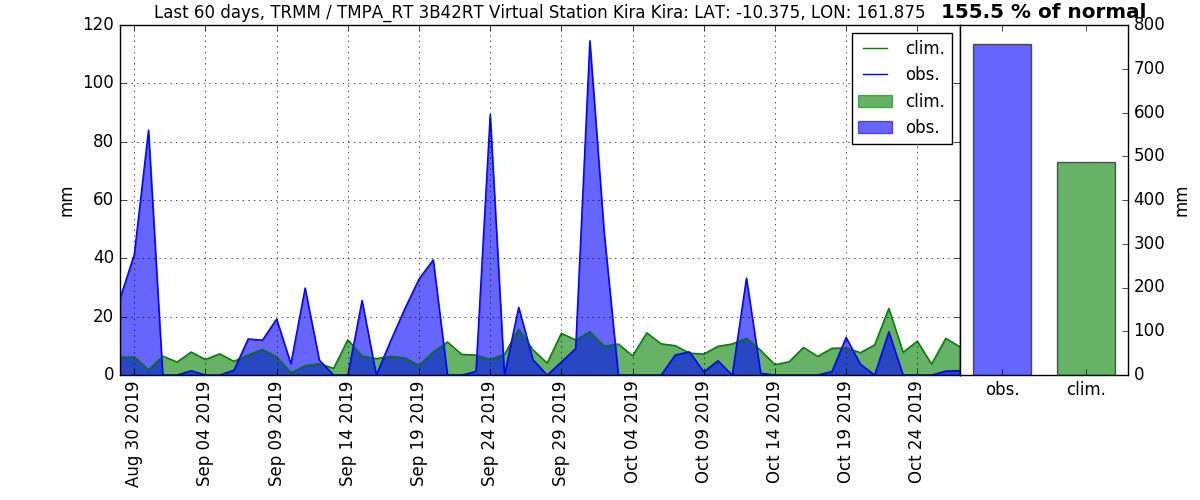 Last 60 days, TRMM / TMPA_RT 3B42RT Virtual Station Kira Kira: LAT: -10.375, LON: 161.875
155.5 % of normal
120
100
80
60
40
20
0
mm
clim.
obs.
clim.
obs.
800
700
600
500
400
300
200
100
0
mm
Aug 30 2019
Sep 04 2019
Sep 09 2019
Sep 14 2019
Sep 19 2019
Sep 24 2019
Sep 29 2019
Oct 04 2019
Oct 09 2019
Oct 14 2019
Oct 19 2019
Oct 24 2019
obs.
clim.